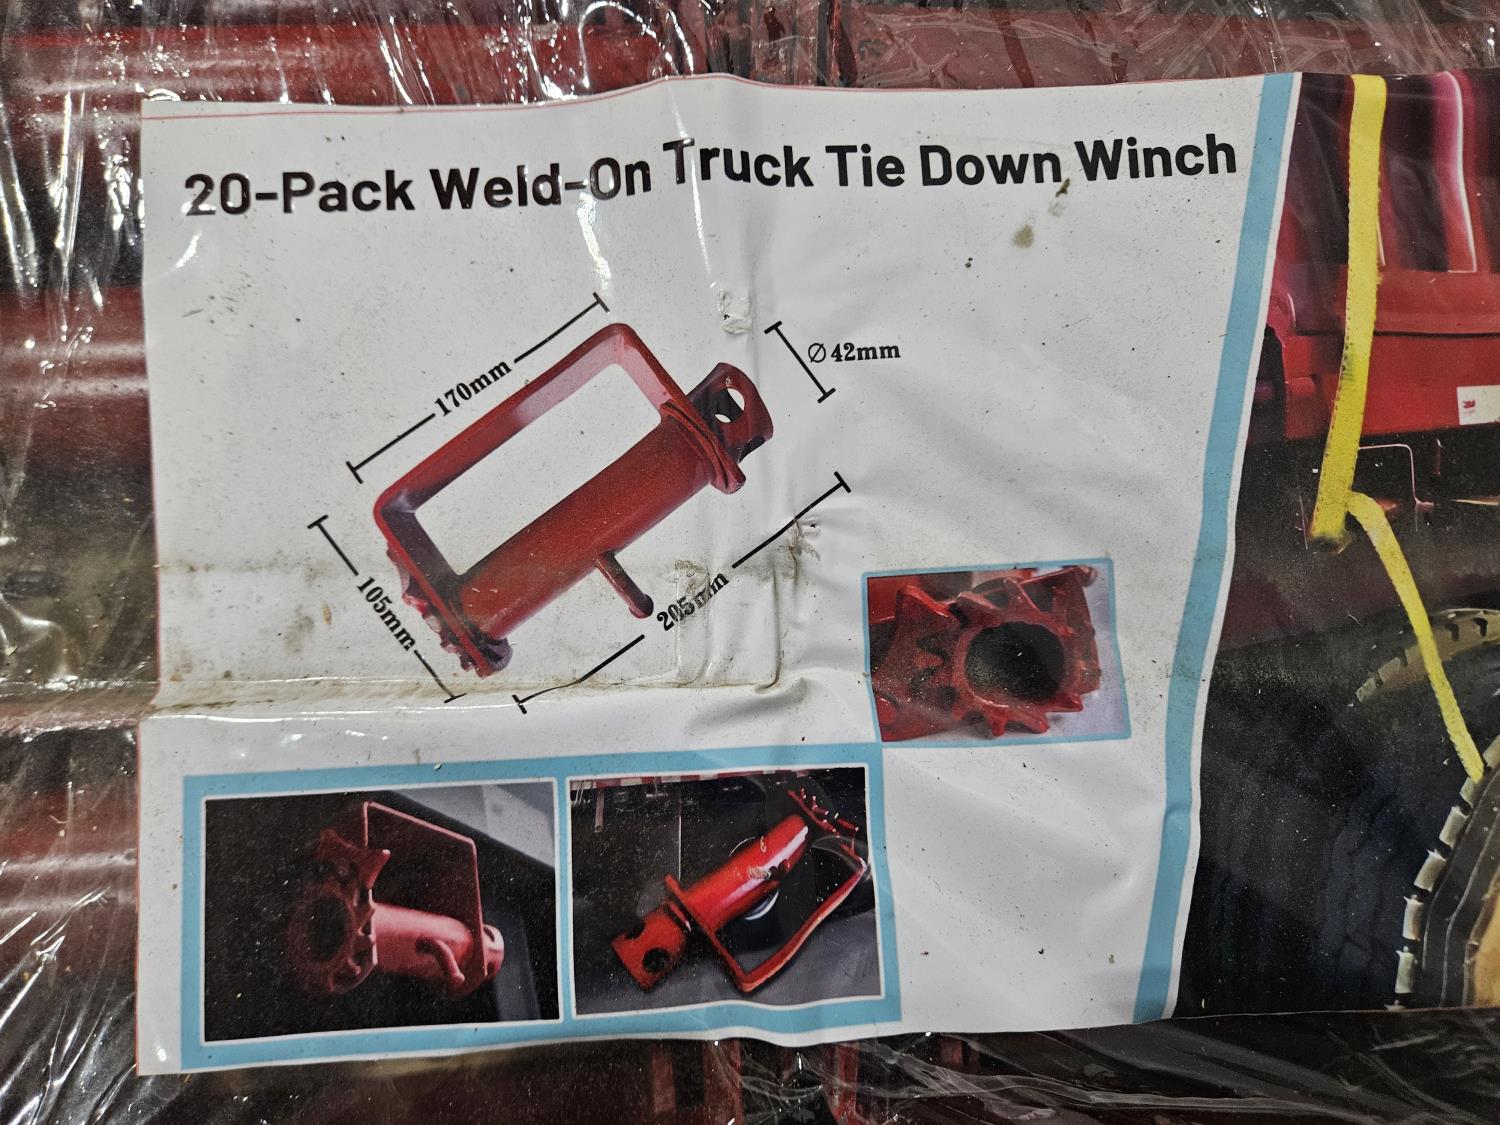 20-Pack Weld-On Truck Tie Down Winch
170mm
Ø42mm
105mm
205mm